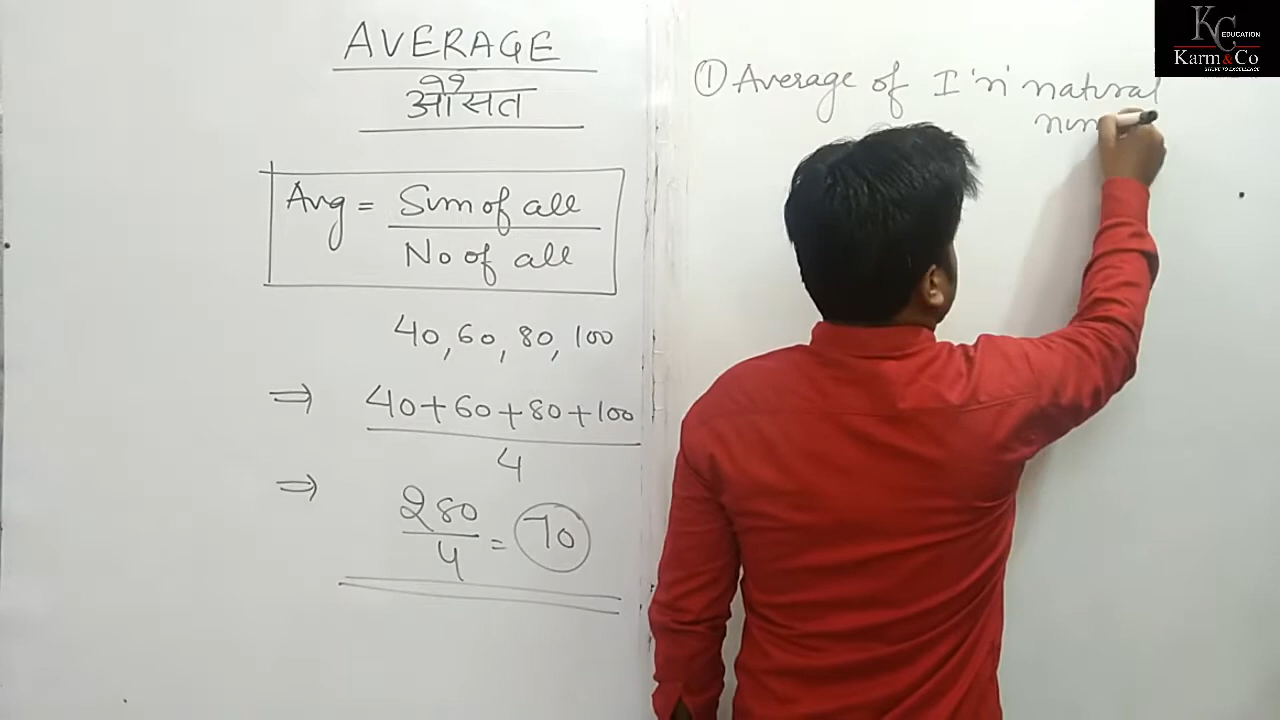 AVERAGE
औसत
Avg = Sum of all
No of all
40, 60, 80, 100
⇒ 40+60+80+100
4
⇒ 280
4 = 70
① Average of I 'n' natural
num
KC EDUCATION
Karm&Co